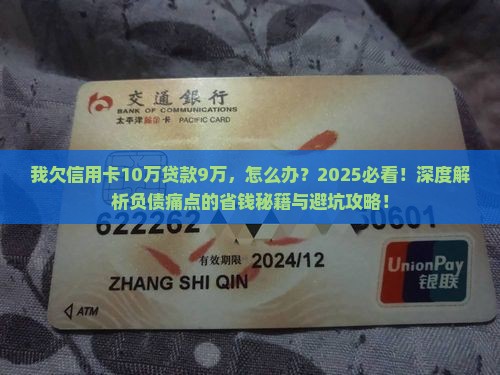 交通銀行
BANK OF COMMUNICATIONS
太平洋 卡 PACIFIC CARD
我欠信用卡10万贷款9万，怎么办？2025必看！深度解
析负债痛点的省钱秘籍与避坑攻略！
622262 60601
有效期限 2024/12
ZHANG SHI QIN
ATM
UnionPay
银联